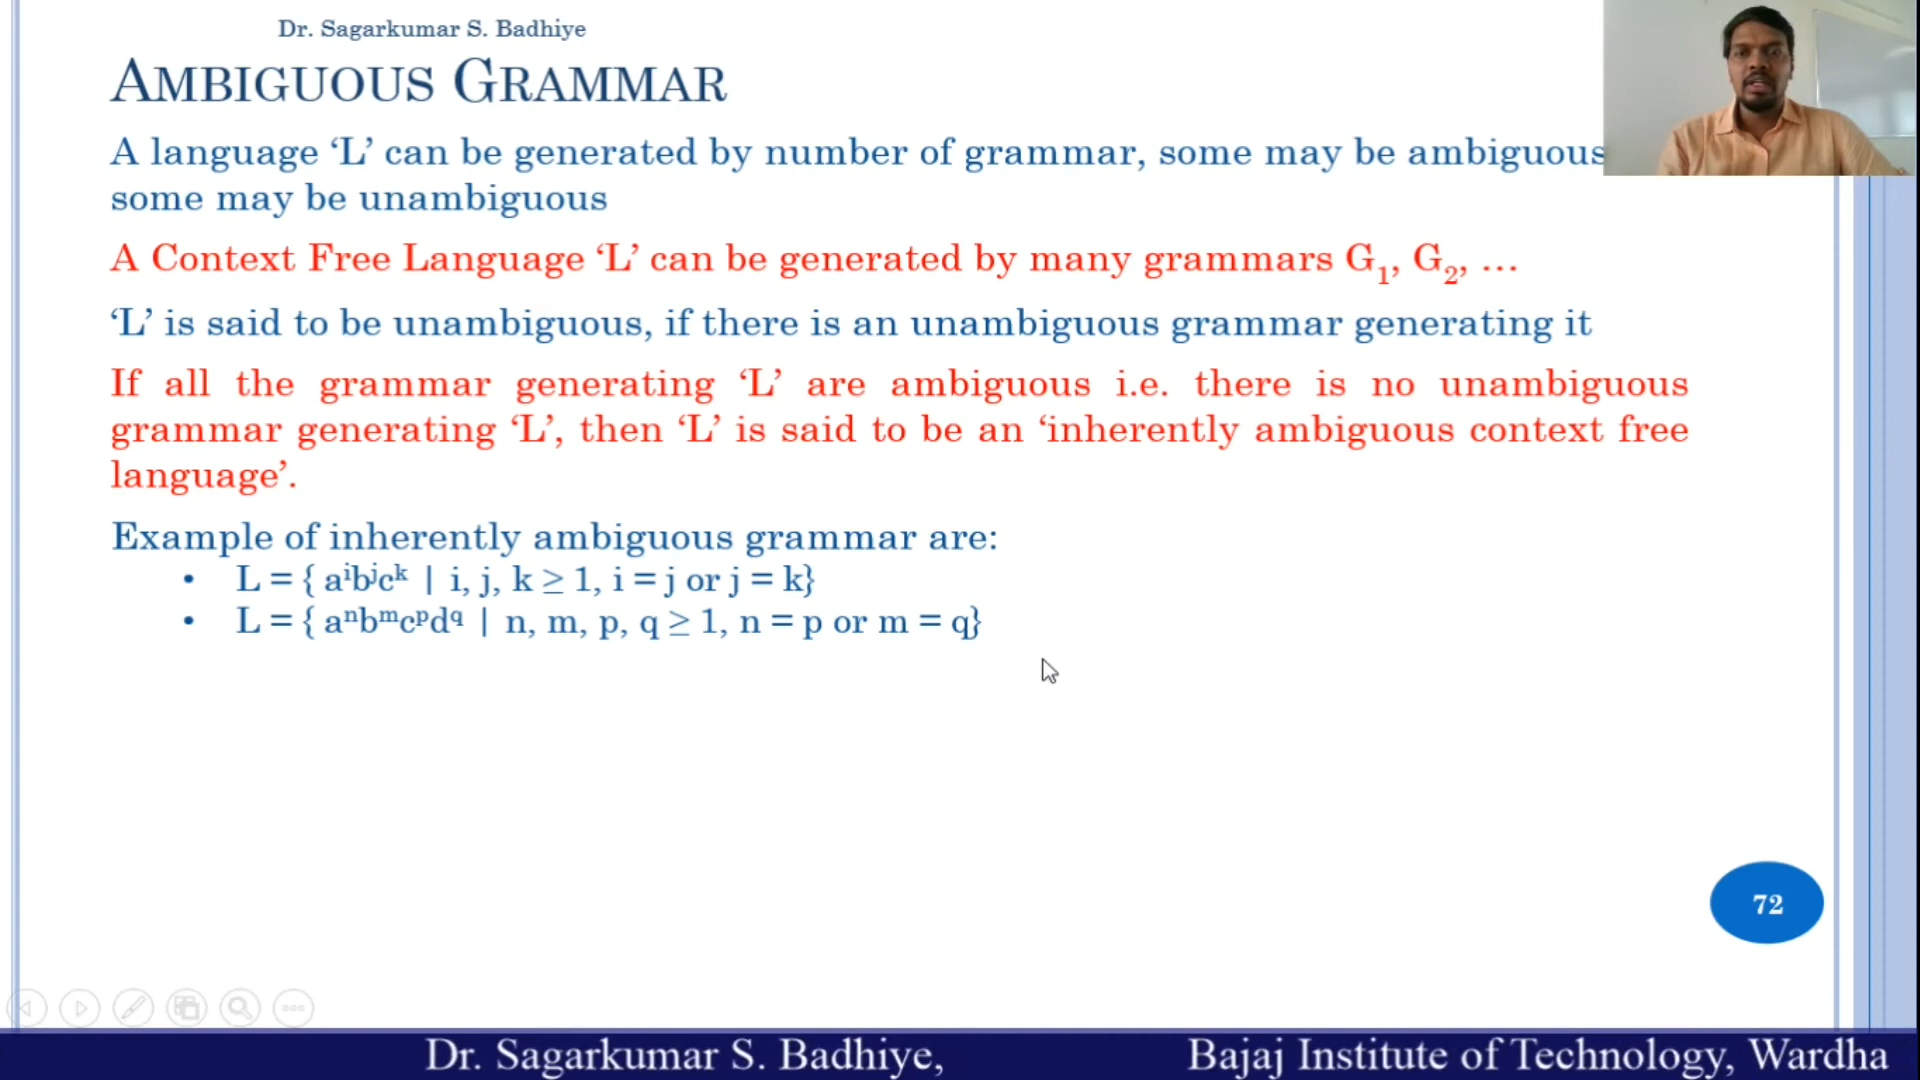 Dr. Sagarkumar S. Badhiye
AMBIGUOUS GRAMMAR
A language ‘L’ can be generated by number of grammar, some may be ambiguous
some may be unambiguous
A Context Free Language ‘L’ can be generated by many grammars G₁, G₂, …
‘L’ is said to be unambiguous, if there is an unambiguous grammar generating it
If all the grammar generating ‘L’ are ambiguous i.e. there is no unambiguous
grammar generating ‘L’, then ‘L’ is said to be an ‘inherently ambiguous context free
language’.
Example of inherently ambiguous grammar are:
• L = { aⁱbʲcᵏ | i, j, k ≥ 1, i = j or j = k}
• L = { aⁿbᵐcᵖd^q | n, m, p, q ≥ 1, n = p or m = q}
72
Dr. Sagarkumar S. Badhiye, Bajaj Institute of Technology, Wardha